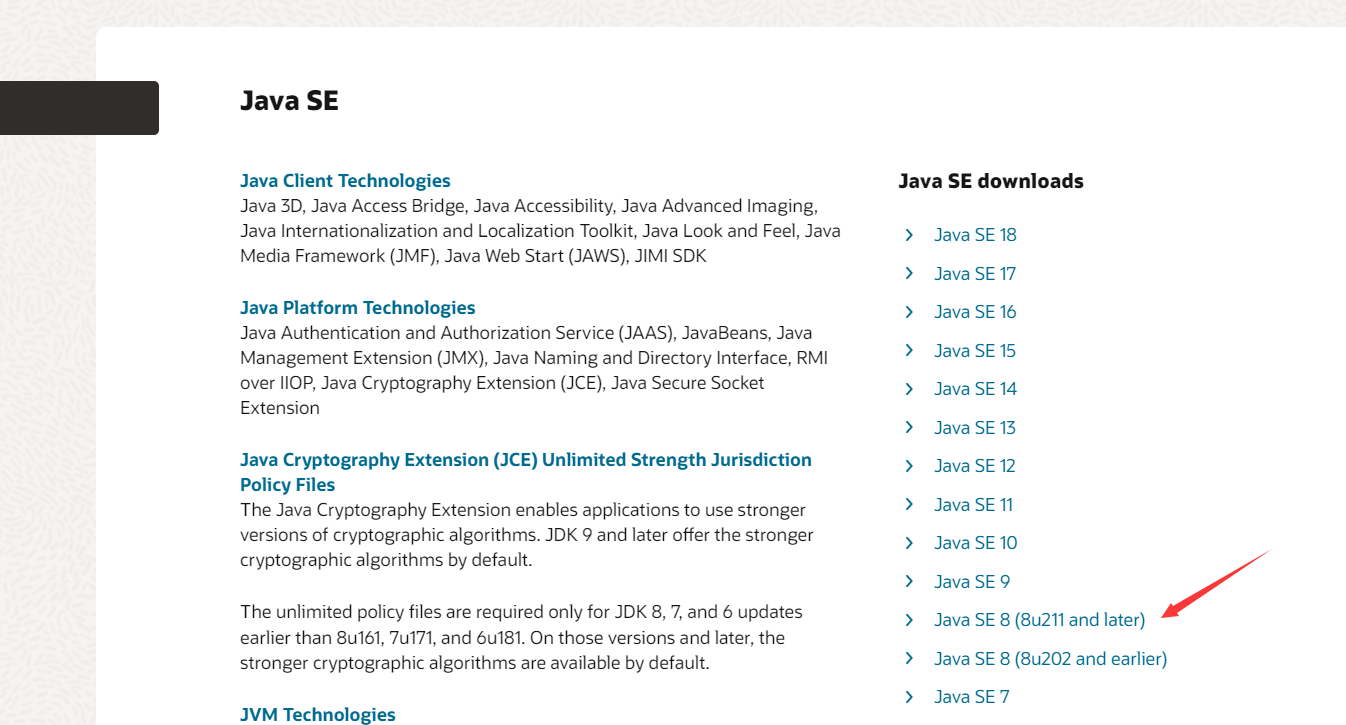 Java SE
Java Client Technologies
Java 3D, Java Access Bridge, Java Accessibility, Java Advanced Imaging,
Java Internationalization and Localization Toolkit, Java Look and Feel, Java
Media Framework (JMF), Java Web Start (JAWS), JIMI SDK
Java Platform Technologies
Java Authentication and Authorization Service (JAAS), JavaBeans, Java
Management Extension (JMX), Java Naming and Directory Interface, RMI
over IIOP, Java Cryptography Extension (JCE), Java Secure Socket
Extension
Java Cryptography Extension (JCE) Unlimited Strength Jurisdiction
Policy Files
The Java Cryptography Extension enables applications to use stronger
versions of cryptographic algorithms. JDK 9 and later offer the stronger
cryptographic algorithms by default.
The unlimited policy files are required only for JDK 8, 7, and 6 updates
earlier than 8u161, 7u171, and 6u181. On those versions and later, the
stronger cryptographic algorithms are available by default.
JVM Technologies
Java SE downloads
Java SE 18
Java SE 17
Java SE 16
Java SE 15
Java SE 14
Java SE 13
Java SE 12
Java SE 11
Java SE 10
Java SE 9
Java SE 8 (8u211 and later)
Java SE 8 (8u202 and earlier)
Java SE 7